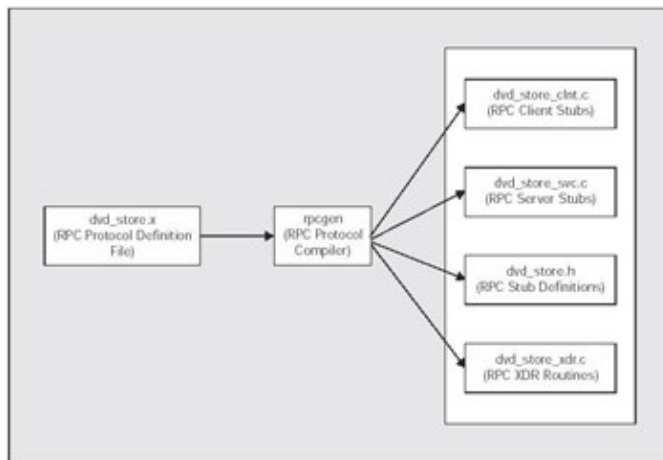 dvd_store.x
(RPC Protocol Definition
File)
rpcgen
(RPC Protocol
Compiler)
dvd_store_clnt.c
(RPC Client Stubs)
dvd_store_svc.c
(RPC Server Stubs)
dvd_store.h
(RPC Stub Definitions)
dvd_store_xdr.c
(RPC XDR Routines)